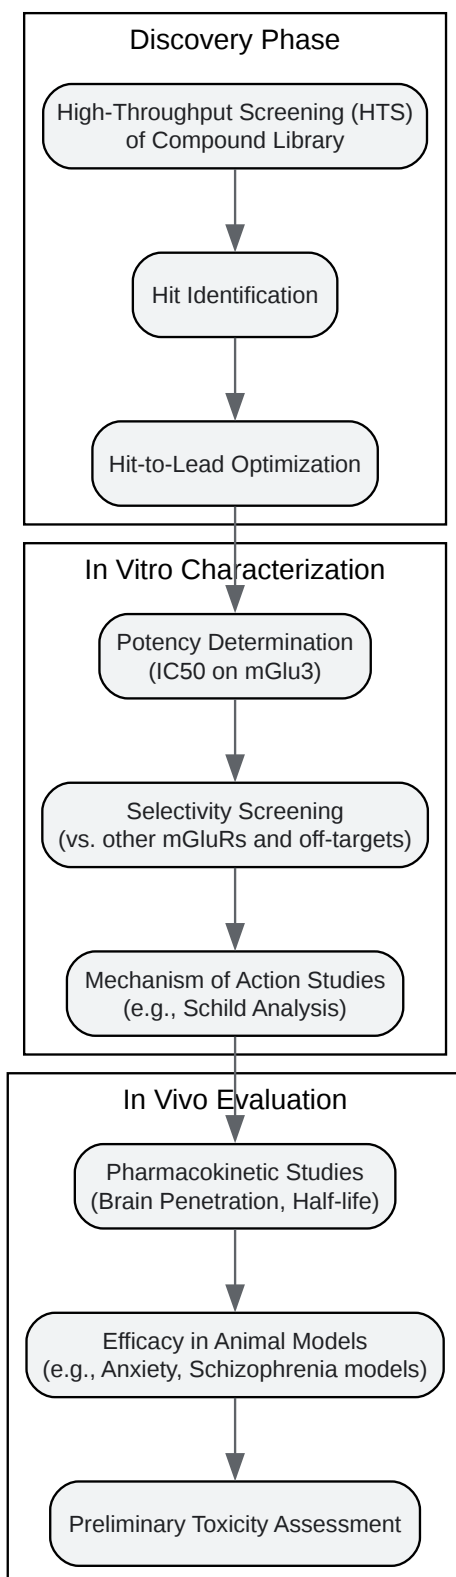 Discovery Phase
High-Throughput Screening (HTS)
of Compound Library
Hit Identification
Hit-to-Lead Optimization
In Vitro Characterization
Potency Determination
(IC50 on mGlu3)
Selectivity Screening
(vs. other mGluRs and off-targets)
Mechanism of Action Studies
(e.g., Schild Analysis)
In Vivo Evaluation
Pharmacokinetic Studies
(Brain Penetration, Half-life)
Efficacy in Animal Models
(e.g., Anxiety, Schizophrenia models)
Preliminary Toxicity Assessment